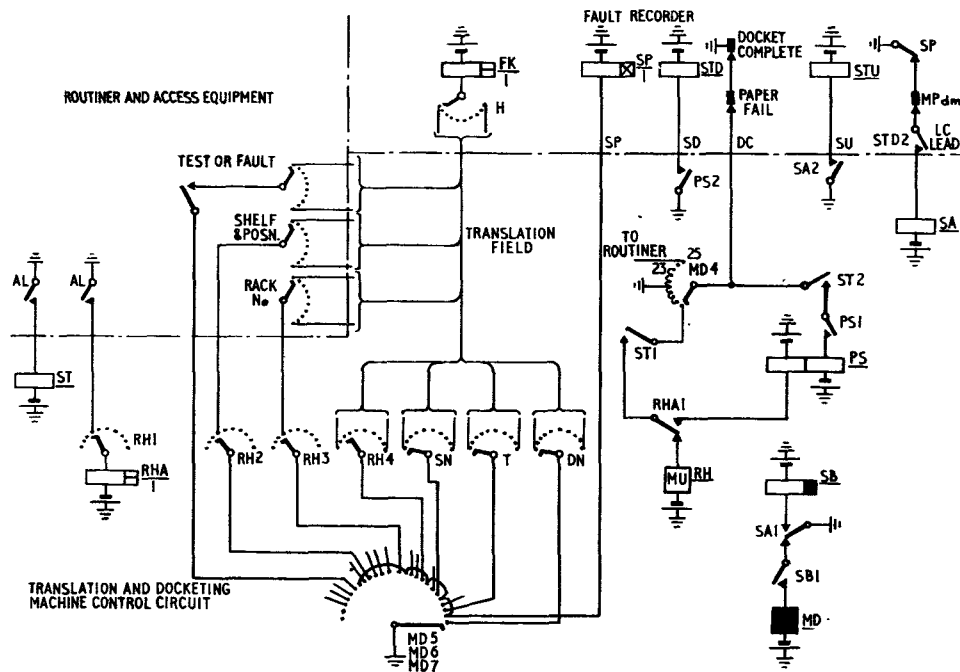 FAULT RECORDER
FK
1
SP
1
STD
DOCKET
COMPLETE
STU
SP
ROUTINER AND ACCESS EQUIPMENT
H
PAPER
FAIL
MPdm
STD2
LC
LEAD
TEST OR FAULT
SP
SD
DC
SU
PS2
SA2
SHELF
&POSN.
TRANSLATION
FIELD
TO
ROUTINER
25
23
MD4
SA
AL
AL
RACK
No
ST2
PS1
ST1
ST
PS
RHA1
RH1
RH2
RH3
RH4
SN
T
DN
RHA
1
MU
RH
SB
SA1
SB1
TRANSLATION AND DOCKETING
MACHINE CONTROL CIRCUIT
MD5
MD6
MD7
MD